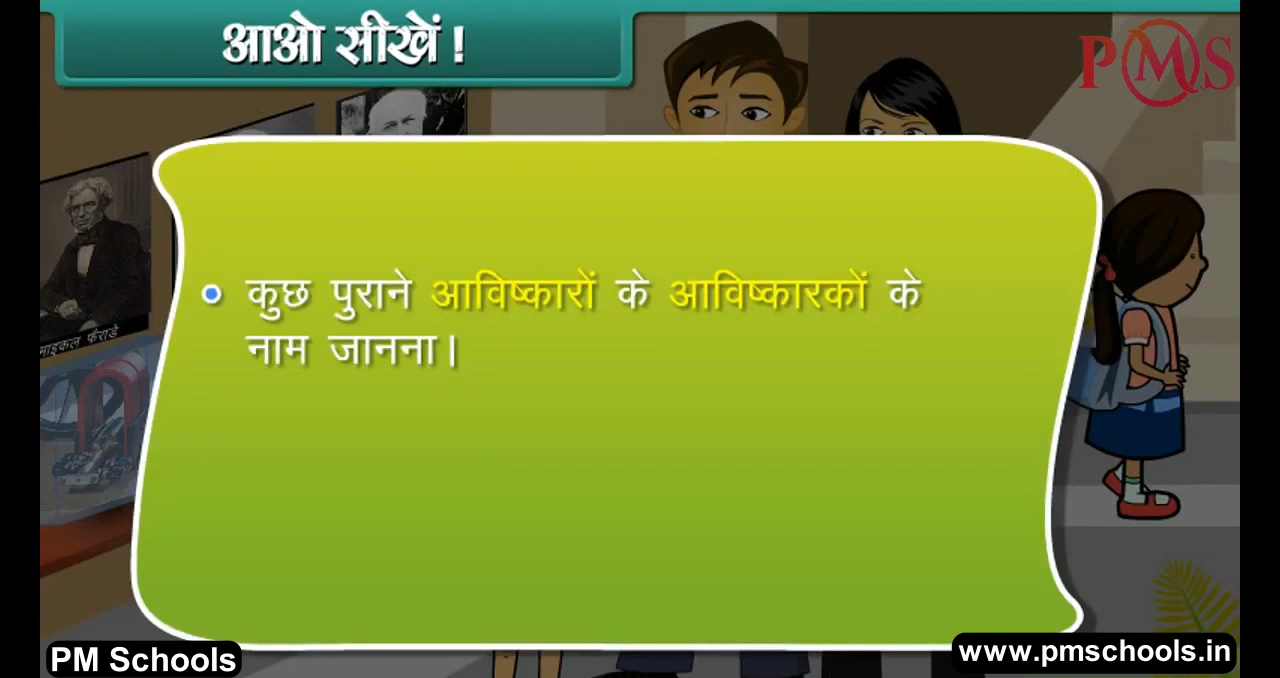 आओ सीखें!
PMS
माइकल फॅराडे
• कुछ पुराने आविष्कारों के आविष्कारकों के
नाम जानना।
PM Schools
www.pmschools.in